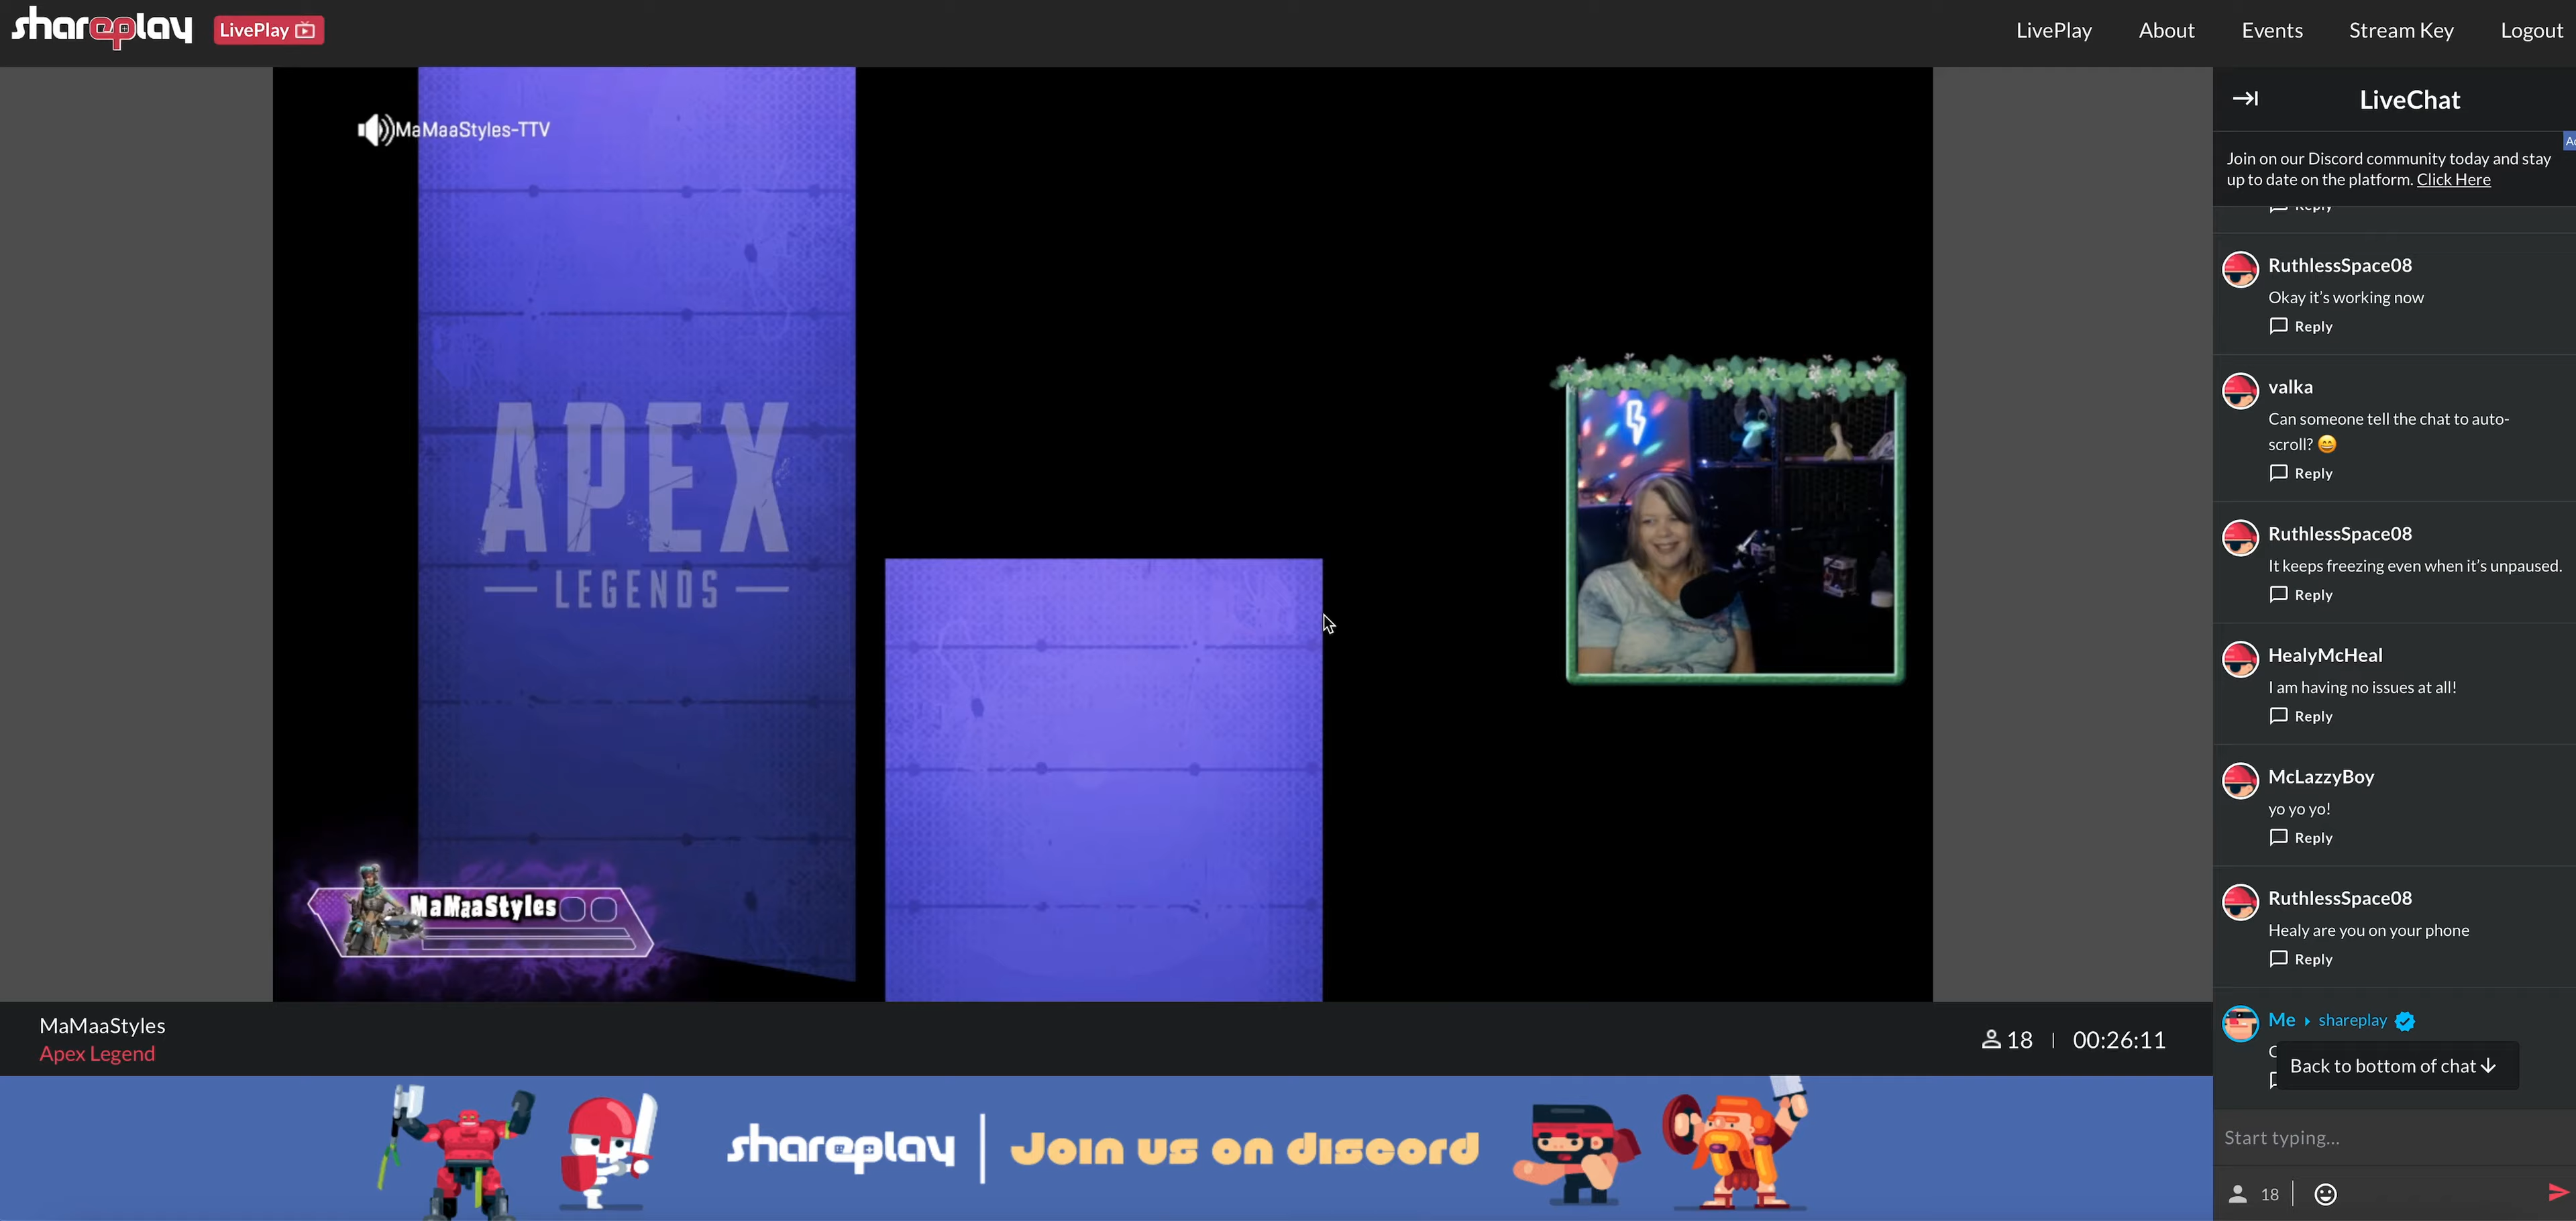 shareplay
LivePlay
LivePlay
About
Events
Stream Key
Logout
MaMaaStyles-TTV
APEX
LEGENDS
MaMaaStyles
MaMaaStyles
Apex Legend
18
00:26:11
shareplay
Join us on discord
LiveChat
Join on our Discord community today and stay
up to date on the platform. Click Here
Reply
RuthlessSpace08
Okay it's working now
Reply
valka
Can someone tell the chat to auto-
scroll? 😄
Reply
RuthlessSpace08
It keeps freezing even when it's unpaused.
Reply
HealyMcHeal
I am having no issues at all!
Reply
McLazzyBoy
yo yo yo!
Reply
RuthlessSpace08
Healy are you on your phone
Reply
Me
shareplay
Back to bottom of chat
Start typing...
18